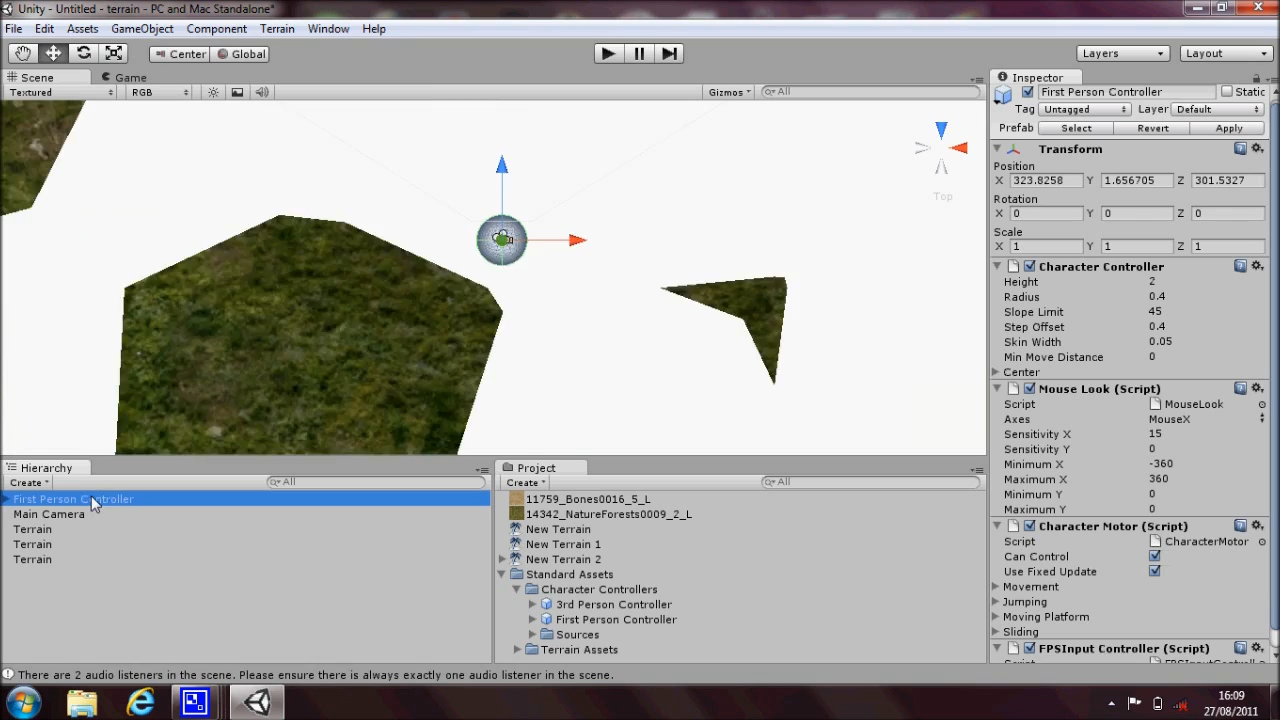 Unity - Untitled - terrain - PC and Mac Standalone*
File Edit Assets GameObject Component Terrain Window Help
Center Global Layers Layout
Scene Game Inspector
Textured RGB Gizmos All
First Person Controller Static
Tag Untagged Layer Default
Prefab Select Revert Apply
Transform
Position
X 323.8258 Y 1.656705 Z 301.5327
Rotation
X 0 Y 0 Z 0
Scale
X 1 Y 1 Z 1
Top
Character Controller
Height 2
Radius 0.4
Slope Limit 45
Step Offset 0.4
Skin Width 0.05
Min Move Distance 0
Center
Mouse Look (Script)
Script MouseLook
Axes MouseX
Sensitivity X 15
Sensitivity Y 0
Minimum X -360
Maximum X 360
Minimum Y 0
Maximum Y 0
Character Motor (Script)
Script CharacterMotor
Can Control
Use Fixed Update
Movement
Jumping
Moving Platform
Sliding
FPSInput Controller (Script)
Hierarchy
Create All
First Person Controller
Main Camera
Terrain
Terrain
Terrain
Project
Create All
11759_Bones0016_5_L
14342_NatureForests0009_2_L
New Terrain
New Terrain 1
New Terrain 2
Standard Assets
Character Controllers
3rd Person Controller
First Person Controller
Sources
Terrain Assets
There are 2 audio listeners in the scene. Please ensure there is always exactly one audio listener in the scene.
16:09
27/08/2011